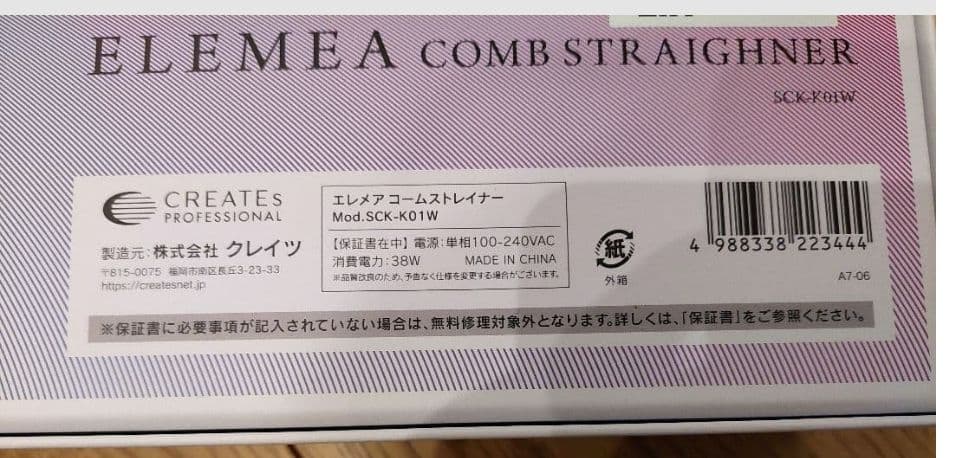 ELEMEA COMB STRAIGHNER
SCK-K01W
CREATEs
PROFESSIONAL
製造元:株式会社 クレイツ
〒815-0075 福岡市南区長丘3-23-33
https://createsnet.jp
エレメア コームストレイナー
Mod.SCK-K01W
【保証書在中】電源:単相100-240VAC
消費電力:38W MADE IN CHINA
※品質改良のため、予告なく仕様を変更する場合がございます。
紙
外箱
4 988338 223444
A7-06
※保証書に必要事項が記入されていない場合は、無料修理対象外となります。詳しくは、「保証書」をご参照ください。